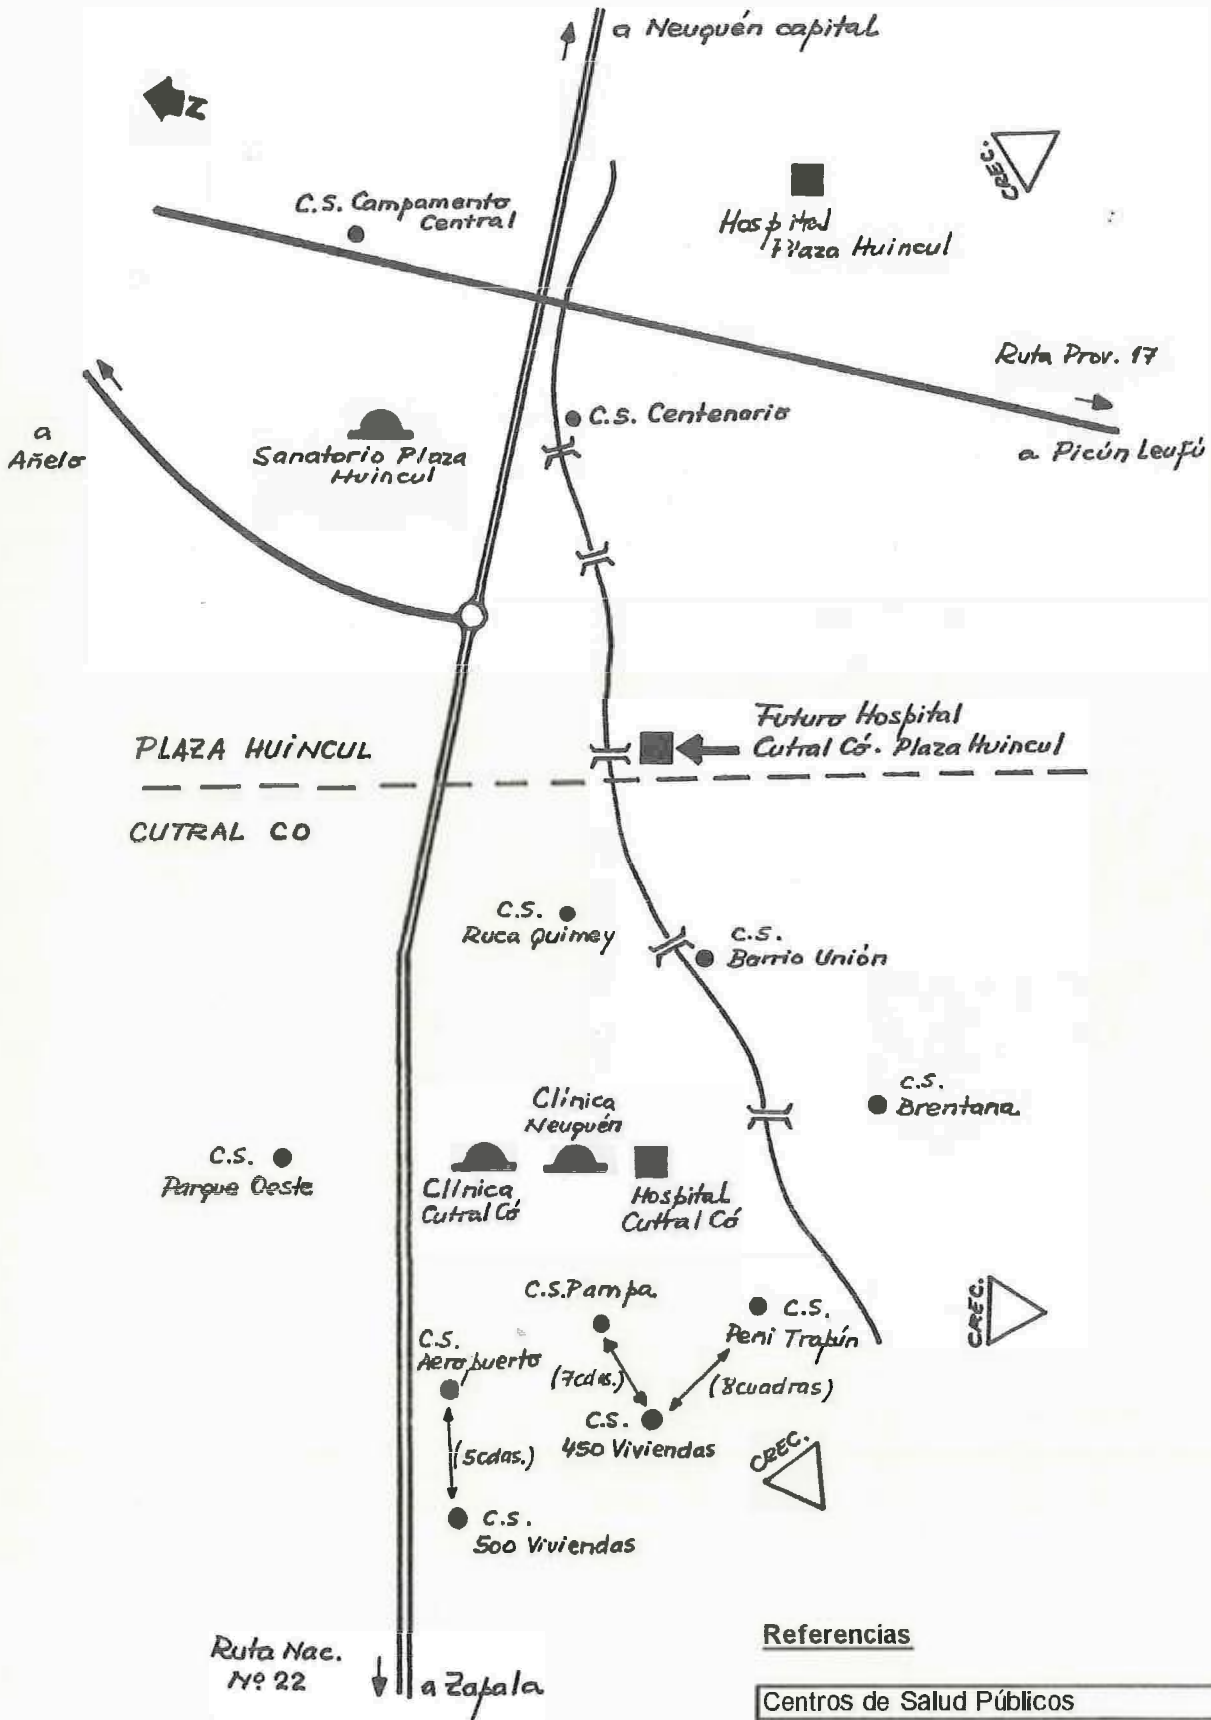 a Neuquén capital
N
C.S. Campamento
Central
CREC.
Hospital
Plaza Huincul
Ruta Prov. 17
a Picún Leufú
a
Añelo
Sanatorio Plaza
Huincul
C.S. Centenario
PLAZA HUINCUL
Futuro Hospital
Cutral Có. Plaza Huincul
CUTRAL CO
C.S.
Ruca Quimey
C.S.
Barrio Unión
Clínica
Neuquén
C.S.
Brentana
C.S.
Parque Oeste
Clínica
Cutral Có
Hospital
Cutral Có
C.S. Pampa
C.S.
Peni Trapún
CREC.
C.S.
Aeropuerto
(7cdas.)
(8cuadras)
C.S.
450 Viviendas
CREC.
(5cdas.)
C.S.
500 Viviendas
Ruta Nac.
Nº 22
a Zapala
Referencias
Centros de Salud Públicos